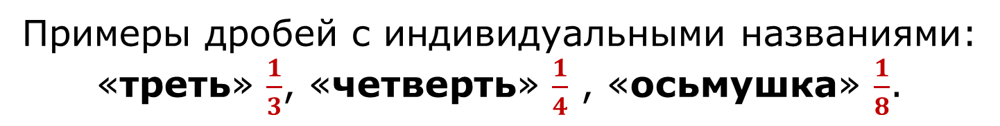 Примеры дробей с индивидуальными названиями:
«треть» 1/3, «четверть» 1/4 , «осьмушка» 1/8.